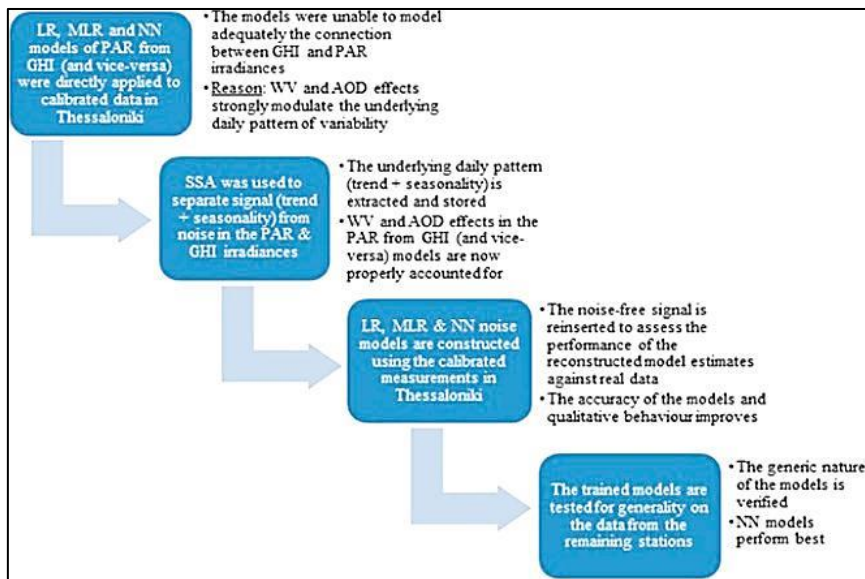 LR, MLR and NN
models of PAR from
GHI (and vice-versa)
were directly applied to
calibrated data in
Thessaloniki
• The models were unable to model
adequately the connection
between GHI and PAR
irradiances
• Reason: WV and AOD effects
strongly modulate the underlying
daily pattern of variability
SSA was used to
separate signal (trend
+ seasonality) from
noise in the PAR &
GHI irradiances
• The underlying daily pattern
(trend + seasonality) is
extracted and stored
• WV and AOD effects in the
PAR from GHI (and vice-
versa) models are now
properly accounted for
LR, MLR & NN noise
models are constructed
using the calibrated
measurements in
Thessaloniki
• The noise-free signal is
reinserted to assess the
performance of the
reconstructed model estimates
against real data
• The accuracy of the models and
qualitative behaviour improves
The trained models are
tested for generality on
the data from the
remaining stations
• The generic nature
of the models is
verified
• NN models
perform best